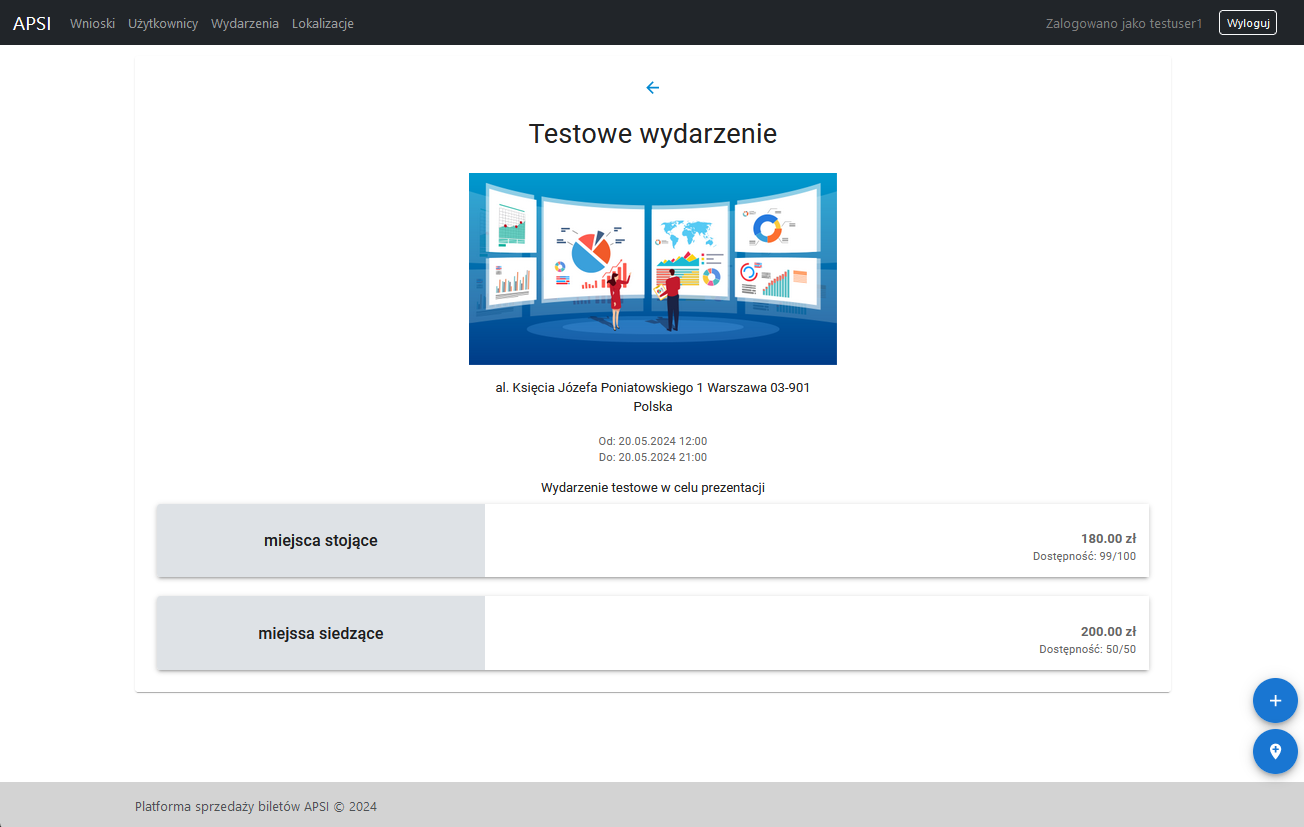 APSI Wnioski Użytkownicy Wydarzenia Lokalizacje Zalogowano jako testuser1 Wyloguj
Testowe wydarzenie
al. Księcia Józefa Poniatowskiego 1 Warszawa 03-901
Polska
Od: 20.05.2024 12:00
Do: 20.05.2024 21:00
Wydarzenie testowe w celu prezentacji
miejsca stojące
180.00 zł
Dostępność: 99/100
miejssa siedzące
200.00 zł
Dostępność: 50/50
Platforma sprzedaży biletów APSI © 2024